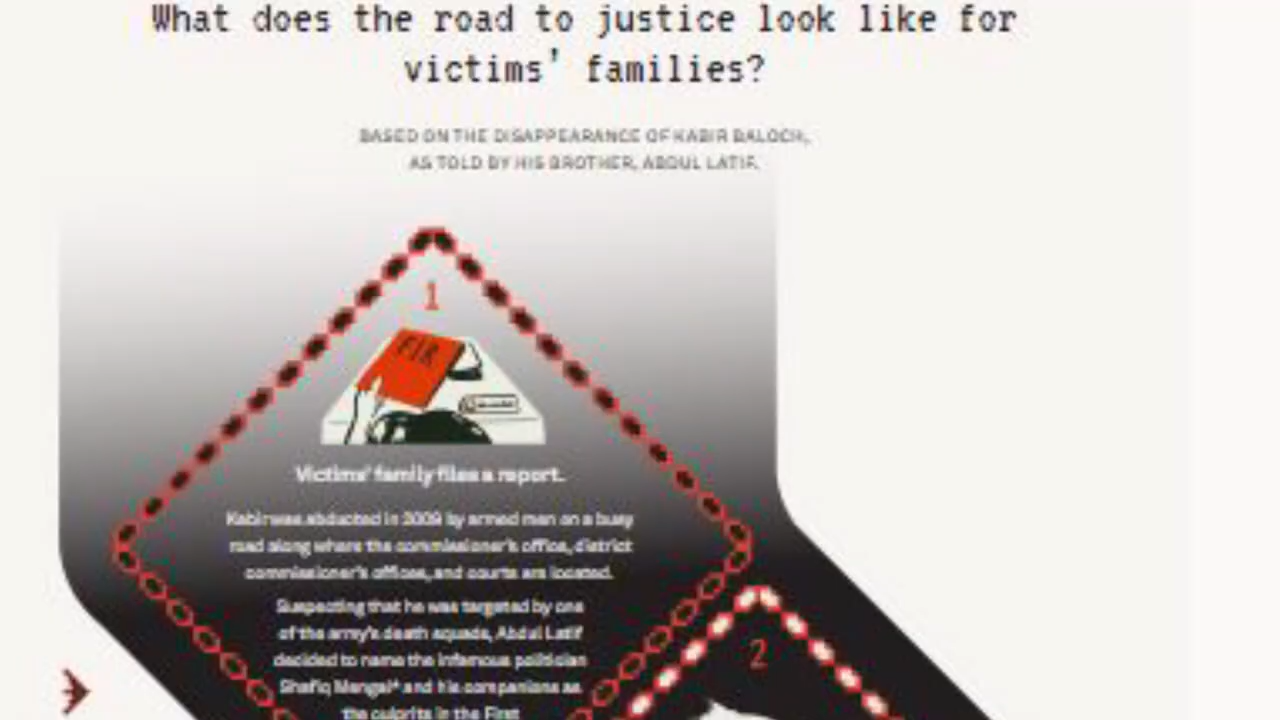 What does the road to justice look like for
victims' families?
BASED ON THE DISAPPEARANCE OF KABIR BALOCH,
AS TOLD BY HIS BROTHER, ABDUL LATIF.
1
FIR
Victims' family files a report.
Kabir was abducted in 2009 by armed men on a busy
road along where the commissioner's office, district
commissioner's offices, and courts are located.
Suspecting that he was targeted by one
of the army's death squads, Abdul Latif
decided to name the infamous politician
Shafiq Mengal* and his companions as
the culprits in the First
2